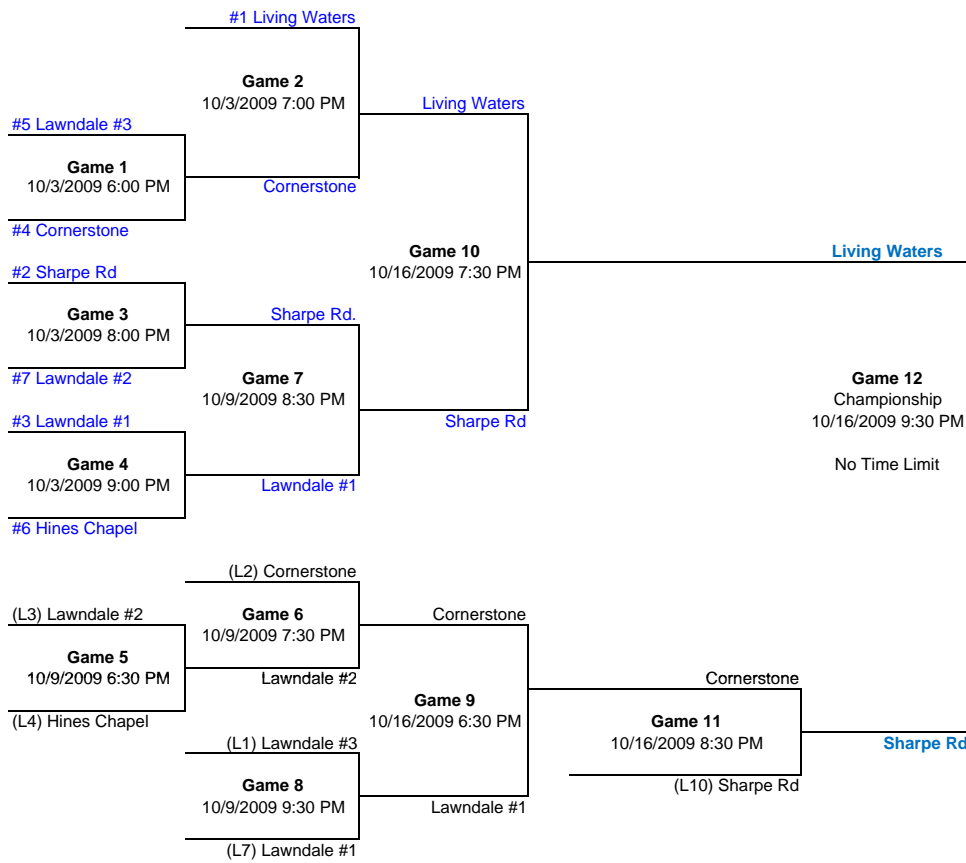 #1 Living Waters
Game 2
10/3/2009 7:00 PM
Living Waters
#5 Lawndale #3
Game 1
10/3/2009 6:00 PM
Cornerstone
#4 Cornerstone
Game 10
10/16/2009 7:30 PM
Living Waters
#2 Sharpe Rd
Game 3
10/3/2009 8:00 PM
Sharpe Rd.
#7 Lawndale #2
Game 7
10/9/2009 8:30 PM
Game 12
Championship
10/16/2009 9:30 PM
No Time Limit
#3 Lawndale #1
Sharpe Rd
Game 4
10/3/2009 9:00 PM
Lawndale #1
#6 Hines Chapel
(L2) Cornerstone
(L3) Lawndale #2
Game 6
10/9/2009 7:30 PM
Cornerstone
Game 5
10/9/2009 6:30 PM
Lawndale #2
Cornerstone
(L4) Hines Chapel
Game 9
10/16/2009 6:30 PM
Game 11
10/16/2009 8:30 PM
(L1) Lawndale #3
Sharpe Rd
Game 8
10/9/2009 9:30 PM
(L10) Sharpe Rd
Lawndale #1
(L7) Lawndale #1